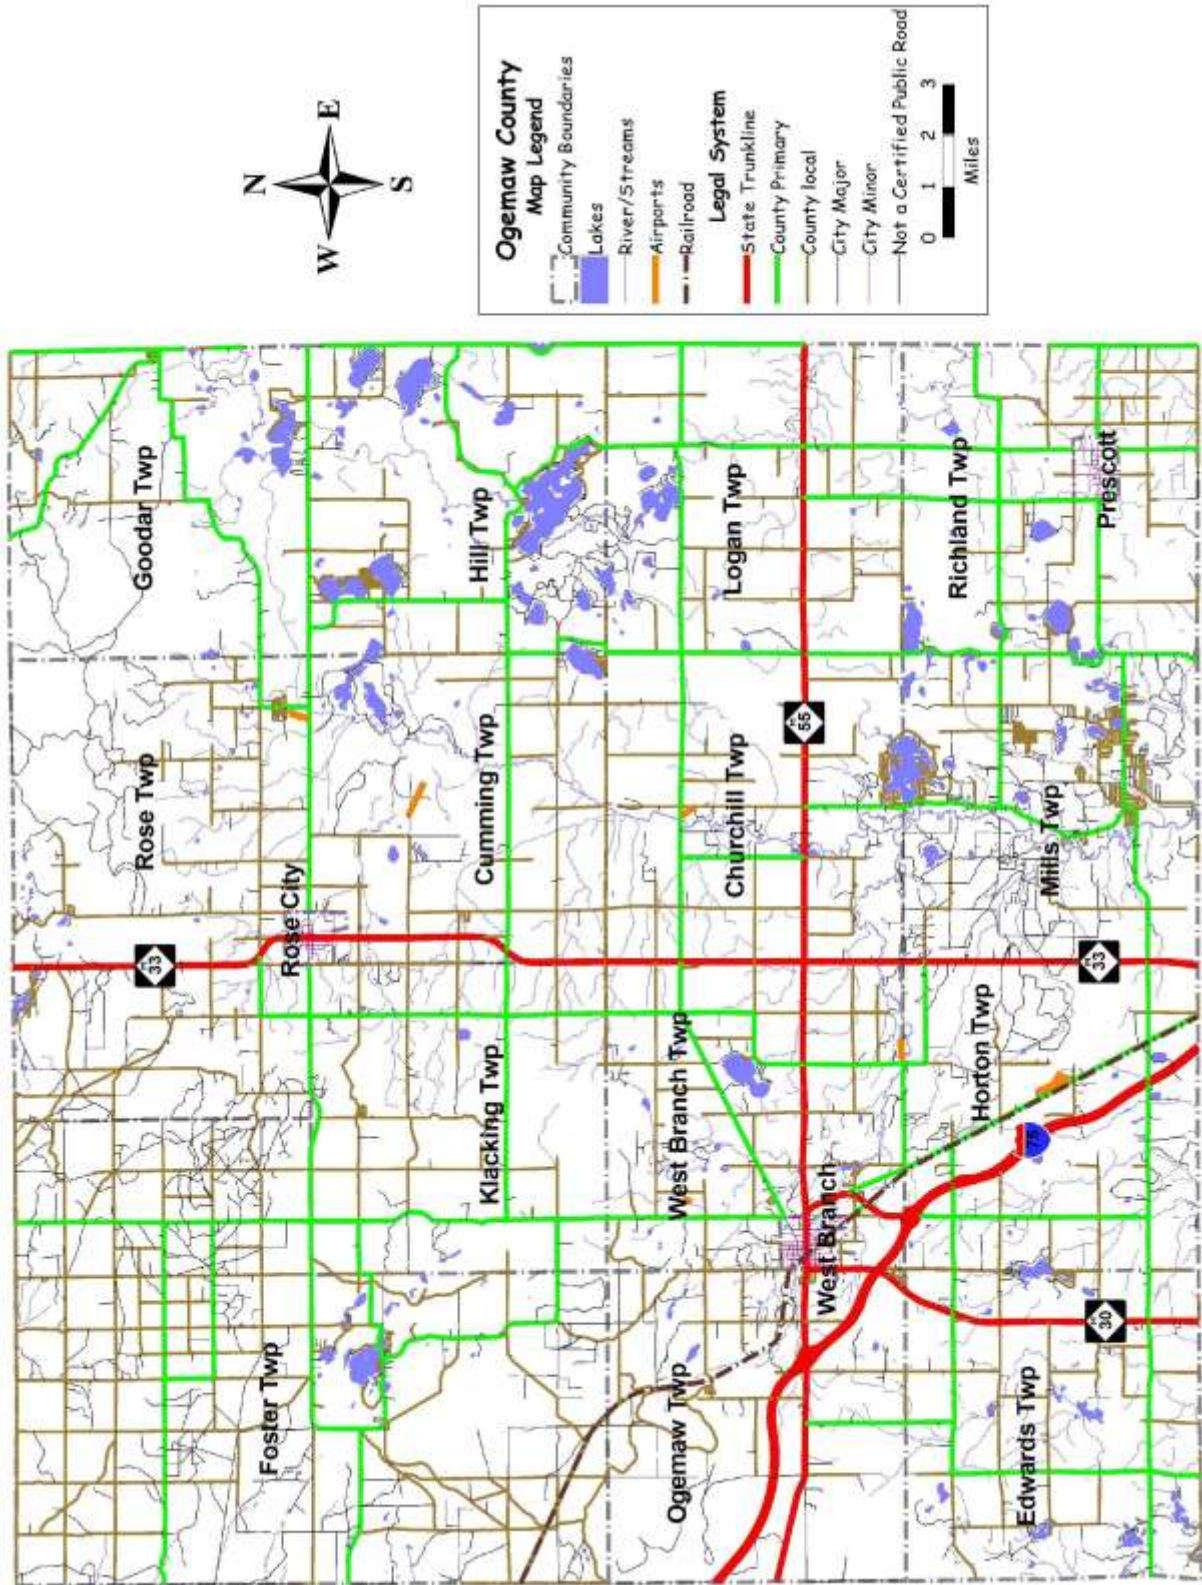 N
W E
S
Ogemaw County
Map Legend
Community Boundaries
Lakes
River/Streams
Airports
Railroad
Legal System
State Trunkline
County Primary
County local
City Major
City Minor
Not a Certified Public Road
0 1 2 3
Miles
Goodar Twp
Rose Twp
Foster Twp
Rose City
Hill Twp
Cumming Twp
Klacking Twp
Logan Twp
Churchill Twp
West Branch Twp
Ogemaw Twp
West Branch
Richland Twp
Prescott
Mills Twp
Horton Twp
Edwards Twp
M
33
M
55
M
33
75
M
30